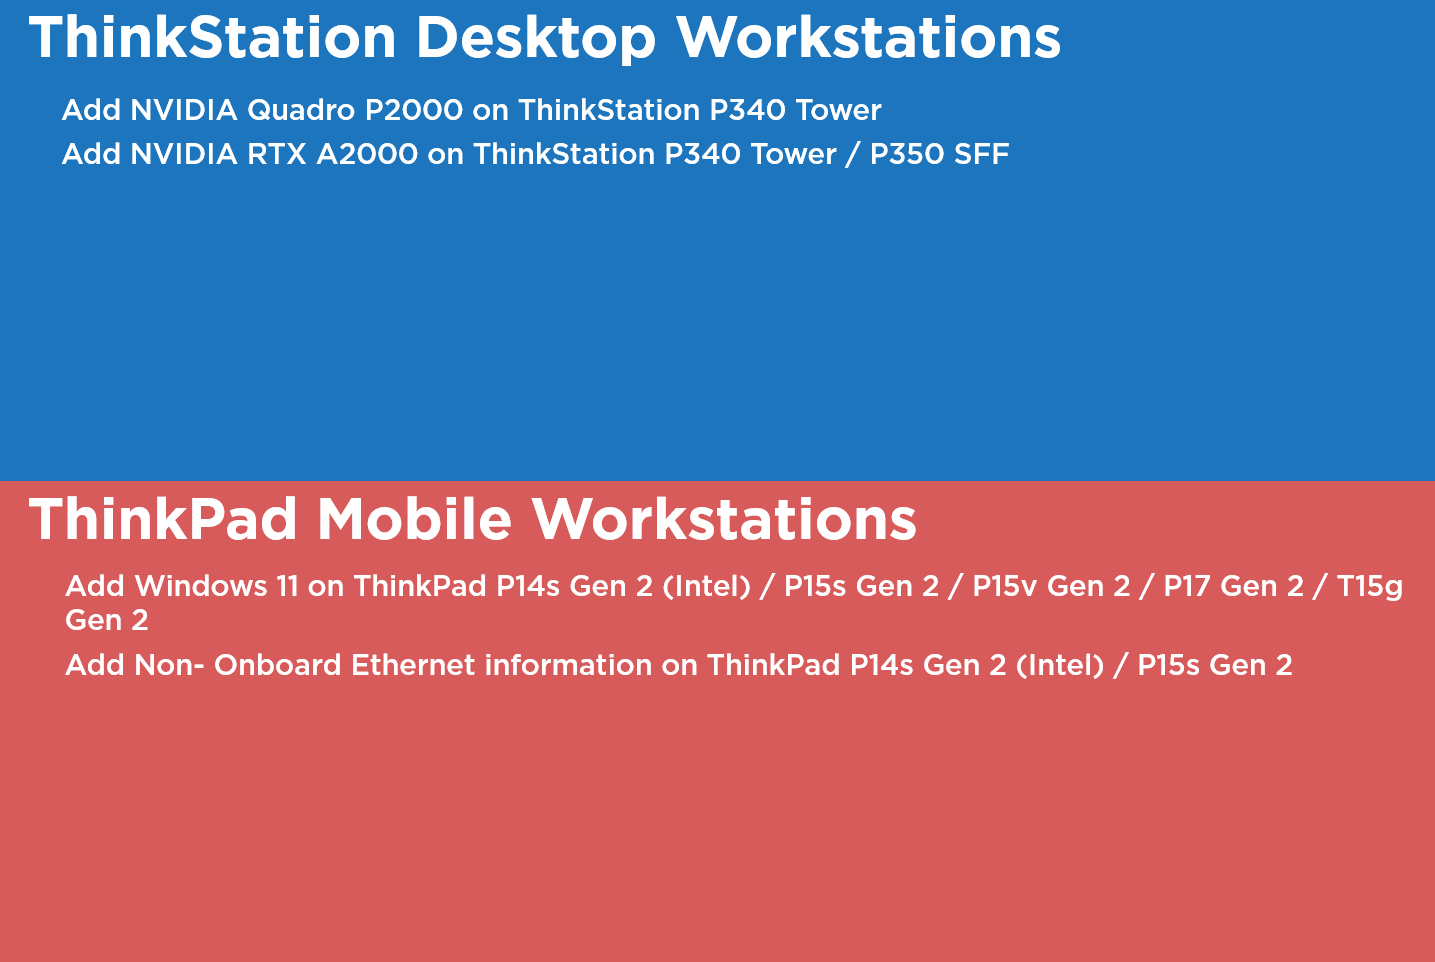 ThinkStation Desktop Workstations
Add NVIDIA Quadro P2000 on ThinkStation P340 Tower
Add NVIDIA RTX A2000 on ThinkStation P340 Tower / P350 SFF
ThinkPad Mobile Workstations
Add Windows 11 on ThinkPad P14s Gen 2 (Intel) / P15s Gen 2 / P15v Gen 2 / P17 Gen 2 / T15g
Gen 2
Add Non- Onboard Ethernet information on ThinkPad P14s Gen 2 (Intel) / P15s Gen 2